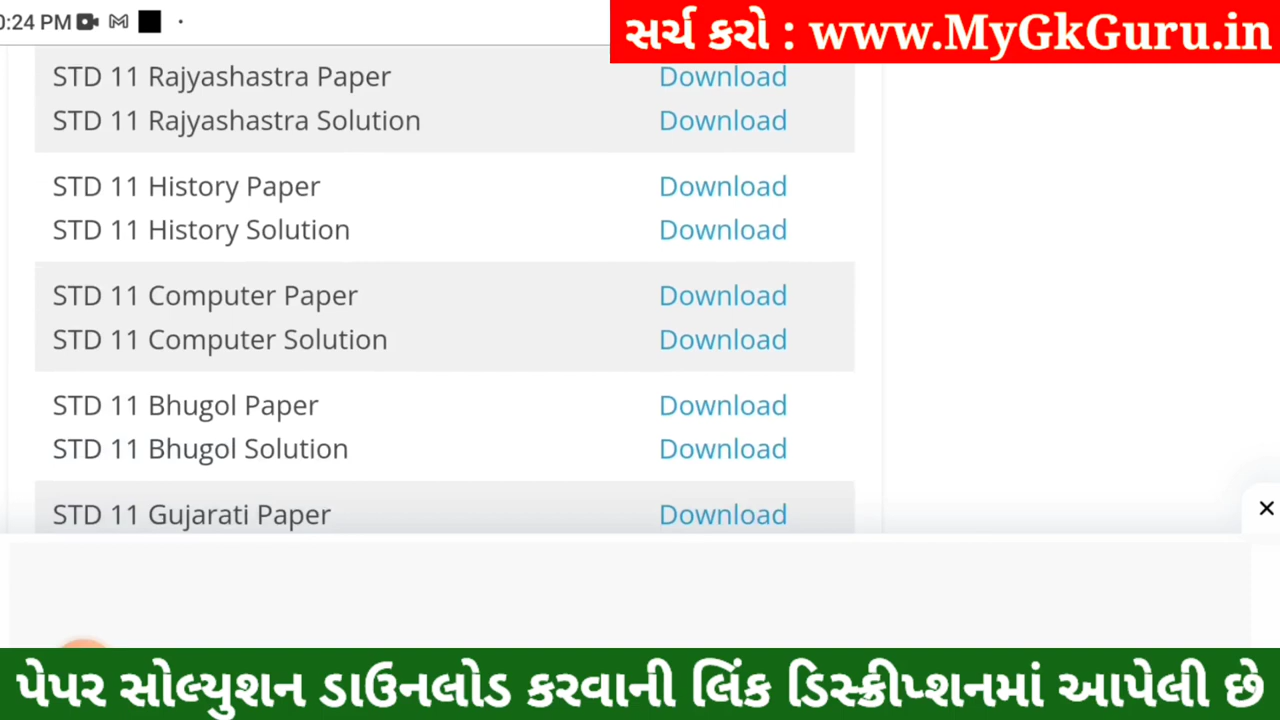 0:24 PM
સર્ચ કરો : www.MyGkGuru.in
STD 11 Rajyashastra Paper Download
STD 11 Rajyashastra Solution Download
STD 11 History Paper Download
STD 11 History Solution Download
STD 11 Computer Paper Download
STD 11 Computer Solution Download
STD 11 Bhugol Paper Download
STD 11 Bhugol Solution Download
STD 11 Gujarati Paper Download
પેપર સોલ્યુશન ડાઉનલોડ કરવાની લિંક ડિસ્ક્રીપ્શનમાં આપેલી છે